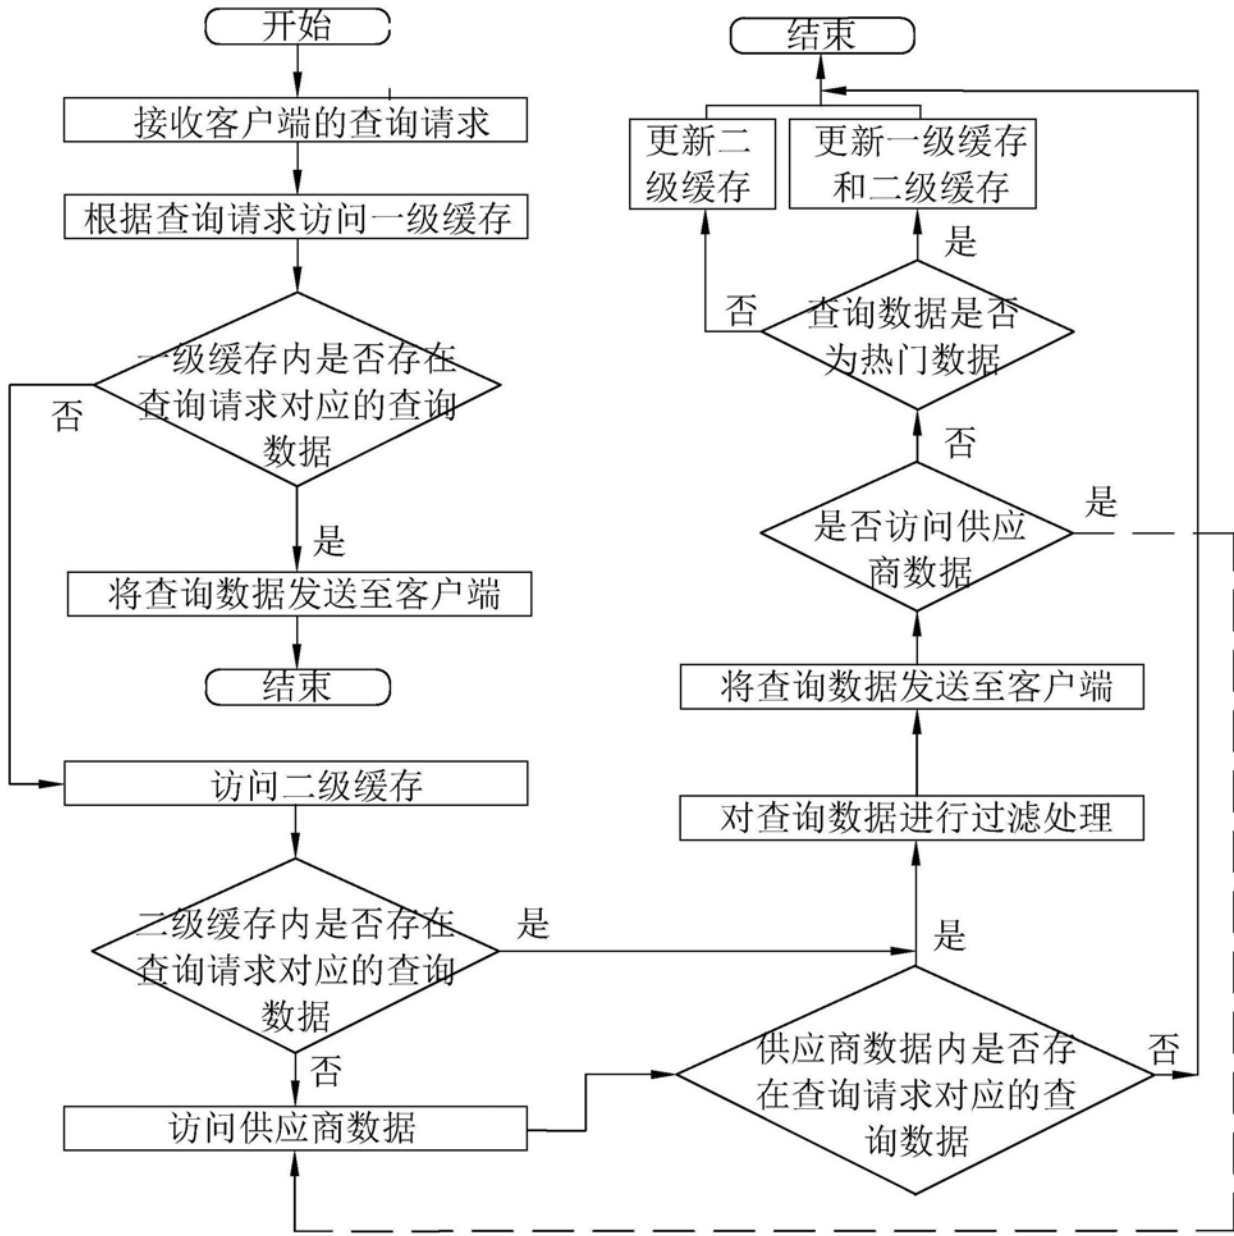 开始
接收客户端的查询请求
根据查询请求访问一级缓存
一级缓存内是否存在
查询请求对应的查询
数据
否
是
将查询数据发送至客户端
结束
访问二级缓存
二级缓存内是否存在
查询请求对应的查询
数据
是
否
访问供应商数据
供应商数据内是否存
在查询请求对应的查
询数据
否
是
对查询数据进行过滤处理
将查询数据发送至客户端
是否访问供应
商数据
是
否
查询数据是否
为热门数据
否
是
更新二
级缓存
更新一级缓存
和二级缓存
结束